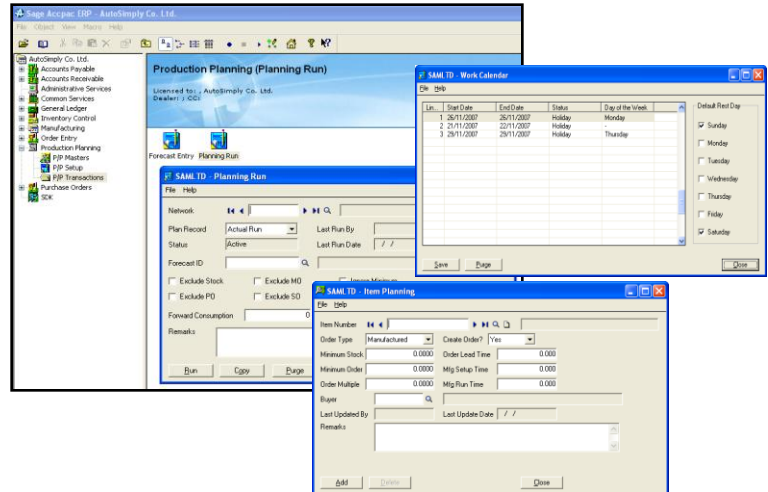 Sage Accpac ERP - AutoSimply Co. Ltd.
File Object View Macro Help
AutoSimply Co. Ltd.
Accounts Payable
Accounts Receivable
Administrative Services
Common Services
General Ledger
Inventory Control
Manufacturing
Order Entry
Production Planning
P/P Masters
P/P Setup
P/P Transactions
Purchase Orders
SDK
Production Planning (Planning Run)
Licensed to: , AutoSimply Co. Ltd.
Dealer: ; CCi
Forecast Entry Planning Run
SAMLTD - Planning Run
File Help
Network
Plan Record Actual Run Last Run By
Status Active Last Run Date / /
Forecast ID
Exclude Stock Exclude MO Ignore Minimum
Exclude PO Exclude SO
Forward Consumption 0
Remarks
Run Copy Purge
SAMLTD - Work Calendar
File Help
Lin... Start Date End Date Status Day of the Week
1 26/11/2007 26/11/2007 Holiday Monday
2 21/11/2007 22/11/2007 Holiday -
3 29/11/2007 29/11/2007 Holiday Thursday
Default Rest Day
Sunday
Monday
Tuesday
Wednesday
Thursday
Friday
Saturday
Save Purge Close
SAMLTD - Item Planning
File Help
Item Number
Order Type Manufactured Create Order? Yes
Minimum Stock 0.0000 Order Lead Time 0.000
Minimum Order 0.0000 Mfg Setup Time 0.000
Order Multiple 0.0000 Mfg Run Time 0.000
Buyer
Last Updated By Last Update Date / /
Remarks
Add Delete Close